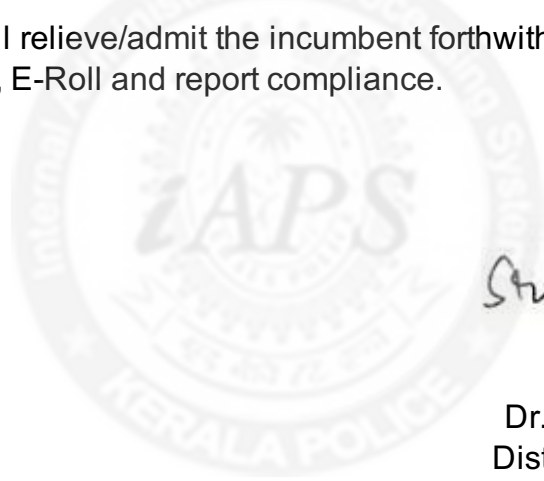 l relieve/admit the incumbent forthwith
E-Roll and report compliance.
iAPS
KERALA POLICE
Dr.
Dist